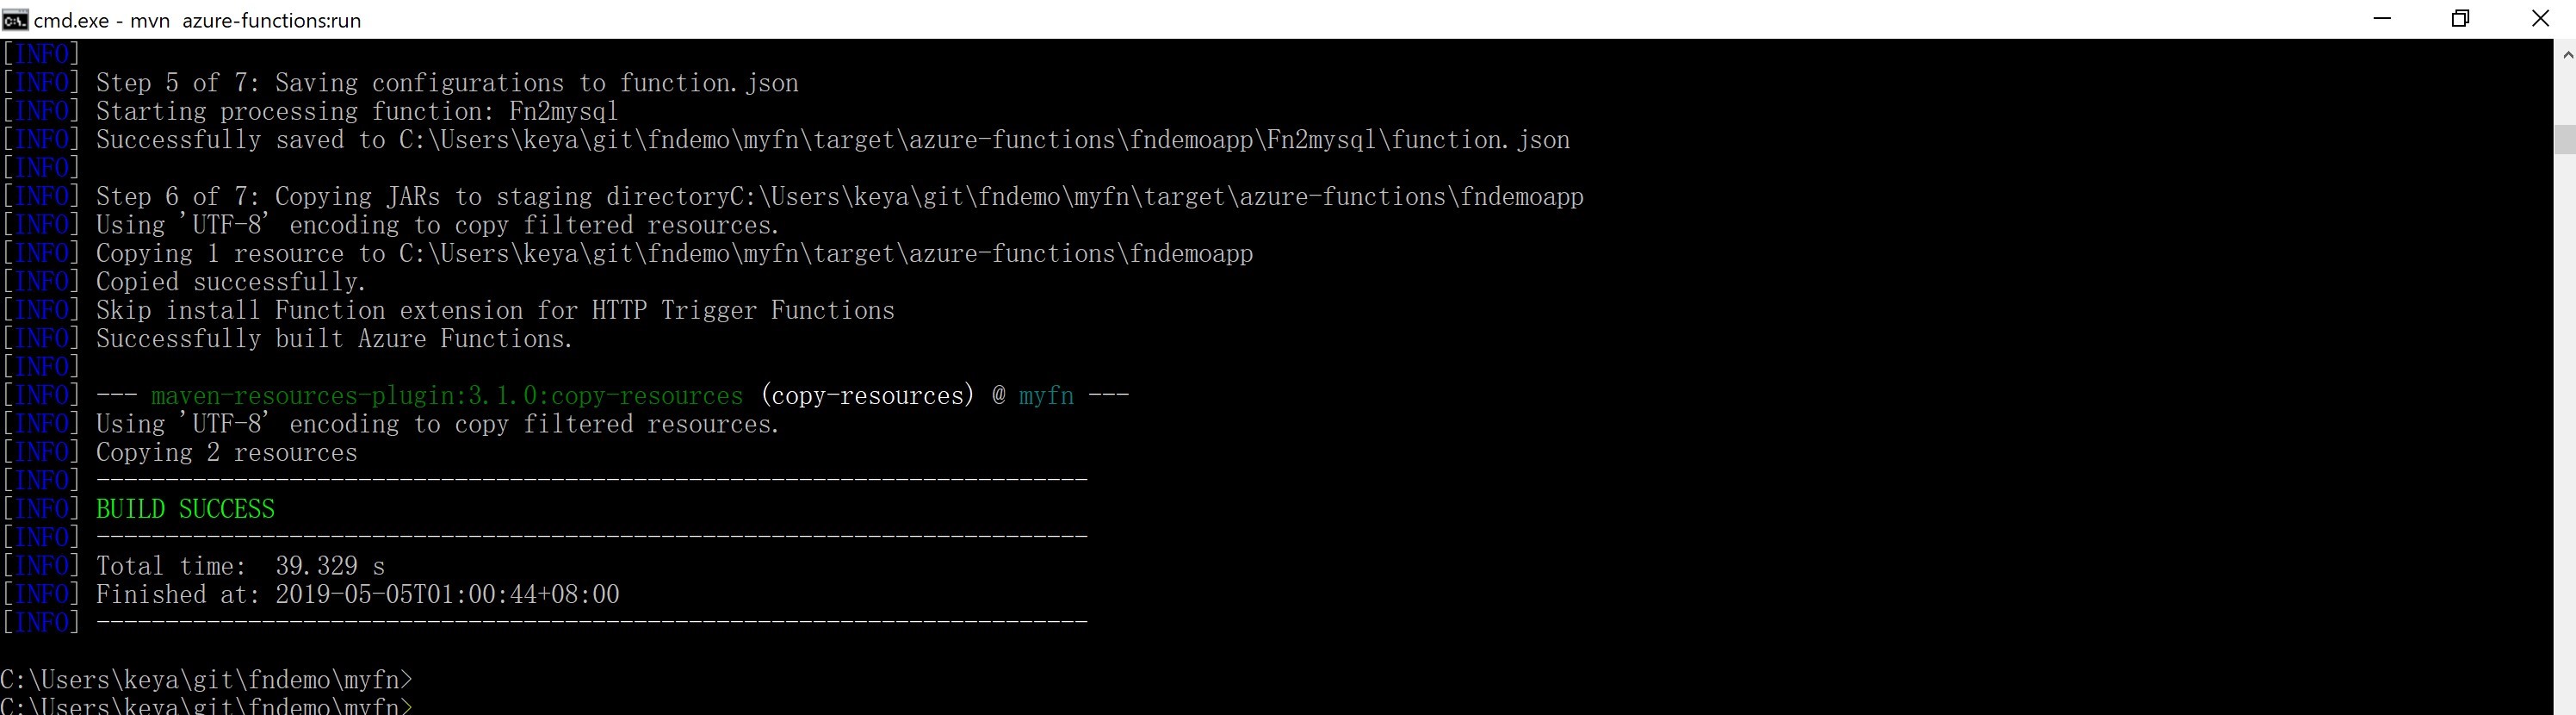 cmd.exe - mvn  azure-functions:run
[INFO]
[INFO] Step 5 of 7: Saving configurations to function.json
[INFO] Starting processing function: Fn2mysql
[INFO] Successfully saved to C:\Users\keya\git\fndemo\myfn\target\azure-functions\fndemoapp\Fn2mysql\function.json
[INFO]
[INFO] Step 6 of 7: Copying JARs to staging directoryC:\Users\keya\git\fndemo\myfn\target\azure-functions\fndemoapp
[INFO] Using 'UTF-8' encoding to copy filtered resources.
[INFO] Copying 1 resource to C:\Users\keya\git\fndemo\myfn\target\azure-functions\fndemoapp
[INFO] Copied successfully.
[INFO] Skip install Function extension for HTTP Trigger Functions
[INFO] Successfully built Azure Functions.
[INFO]
[INFO] --- maven-resources-plugin:3.1.0:copy-resources (copy-resources) @ myfn ---
[INFO] Using 'UTF-8' encoding to copy filtered resources.
[INFO] Copying 2 resources
[INFO] ------------------------------------------------------------------------
[INFO] BUILD SUCCESS
[INFO] ------------------------------------------------------------------------
[INFO] Total time:  39.329 s
[INFO] Finished at: 2019-05-05T01:00:44+08:00
[INFO] ------------------------------------------------------------------------
C:\Users\keya\git\fndemo\myfn>
C:\Users\keya\git\fndemo\myfn>